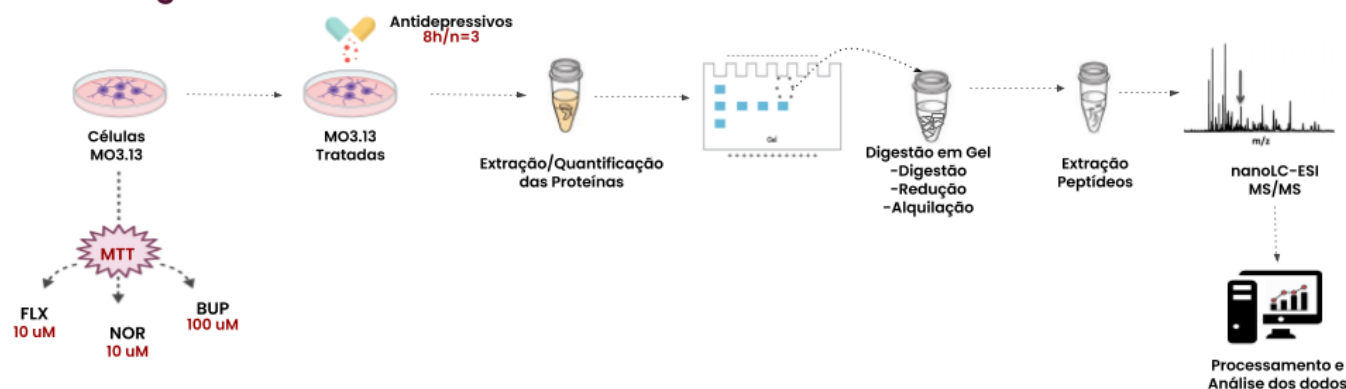 Antidepressivos
8h/n=3
Células
MO3.13
MO3.13
Tratadas
Extração/Quantificação
das Proteínas
Gel
Digestão em Gel
-Digestão
-Redução
-Alquilação
Extração
Peptídeos
m/z
nanoLC-ESI
MS/MS
MTT
FLX
10 uM
NOR
10 uM
BUP
100 uM
Processamento e
Análise dos dodos